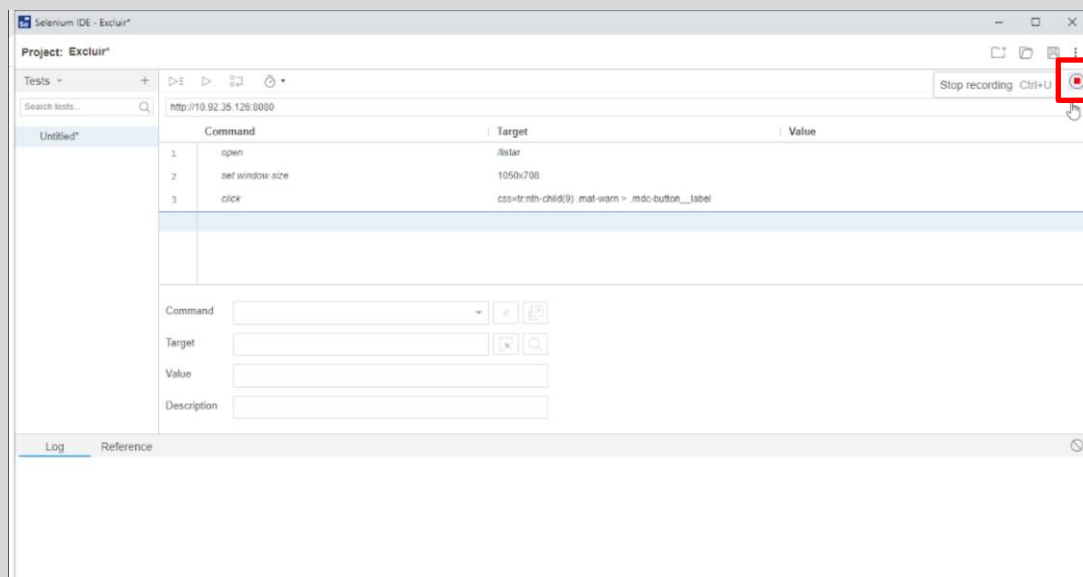 Selenium IDE - Excluir*
Project: Excluir*
Tests
Stop recording Ctrl+U
Search tests...
http://10.92.35.126:8080
Untitled*
Command Target Value
1 open /listar
2 set window size 1050x708
3 click css=tr:nth-child(9) .mat-warn > .mdc-button__label
Command
//
Target
Value
Description
Log Reference